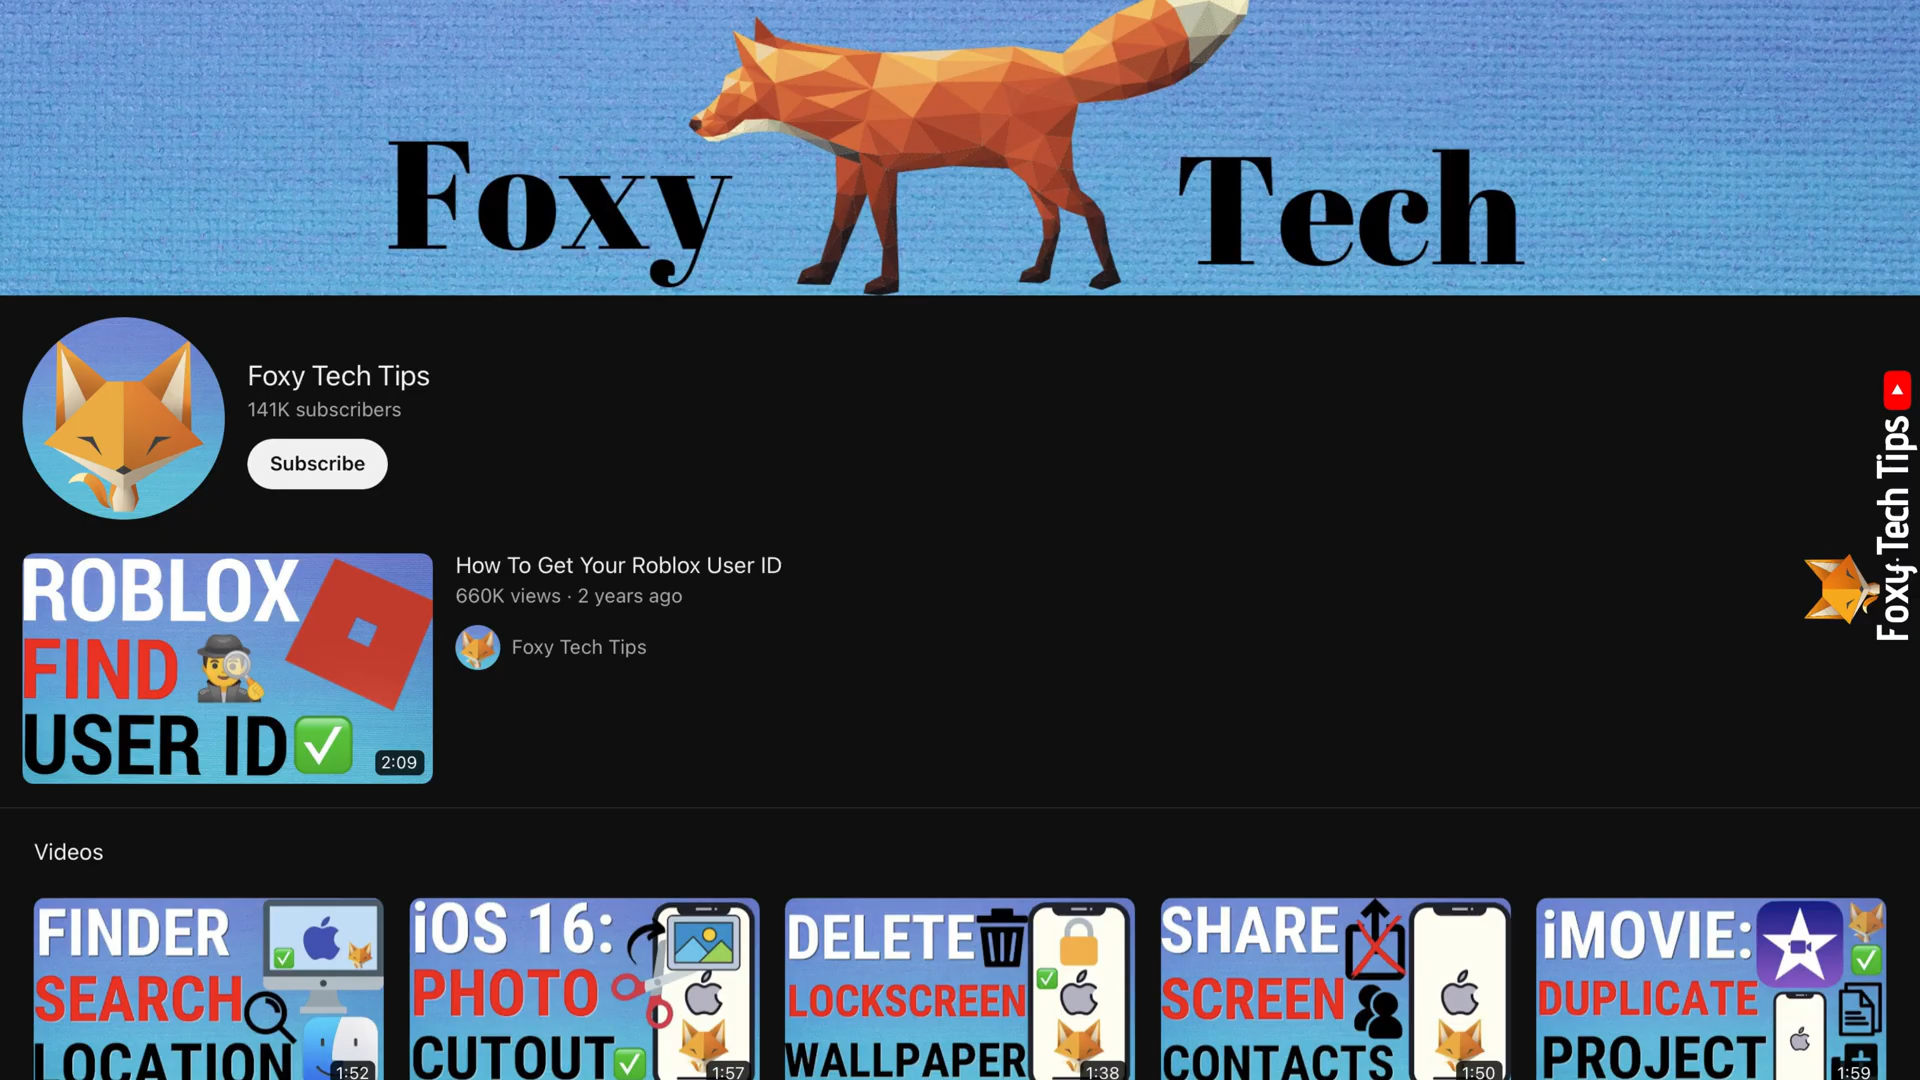 Foxy Tech
Foxy Tech Tips
141K subscribers
Subscribe
ROBLOX
FIND
USER ID
2:09
How To Get Your Roblox User ID
660K views · 2 years ago
Foxy Tech Tips
Foxy Tech Tips
Videos
FINDER
SEARCH
LOCATION
1:52
iOS 16:
PHOTO
CUTOUT
1:57
DELETE
LOCKSCREEN
WALLPAPER
1:38
SHARE
SCREEN
CONTACTS
1:50
iMOVIE:
DUPLICATE
PROJECT
1:59